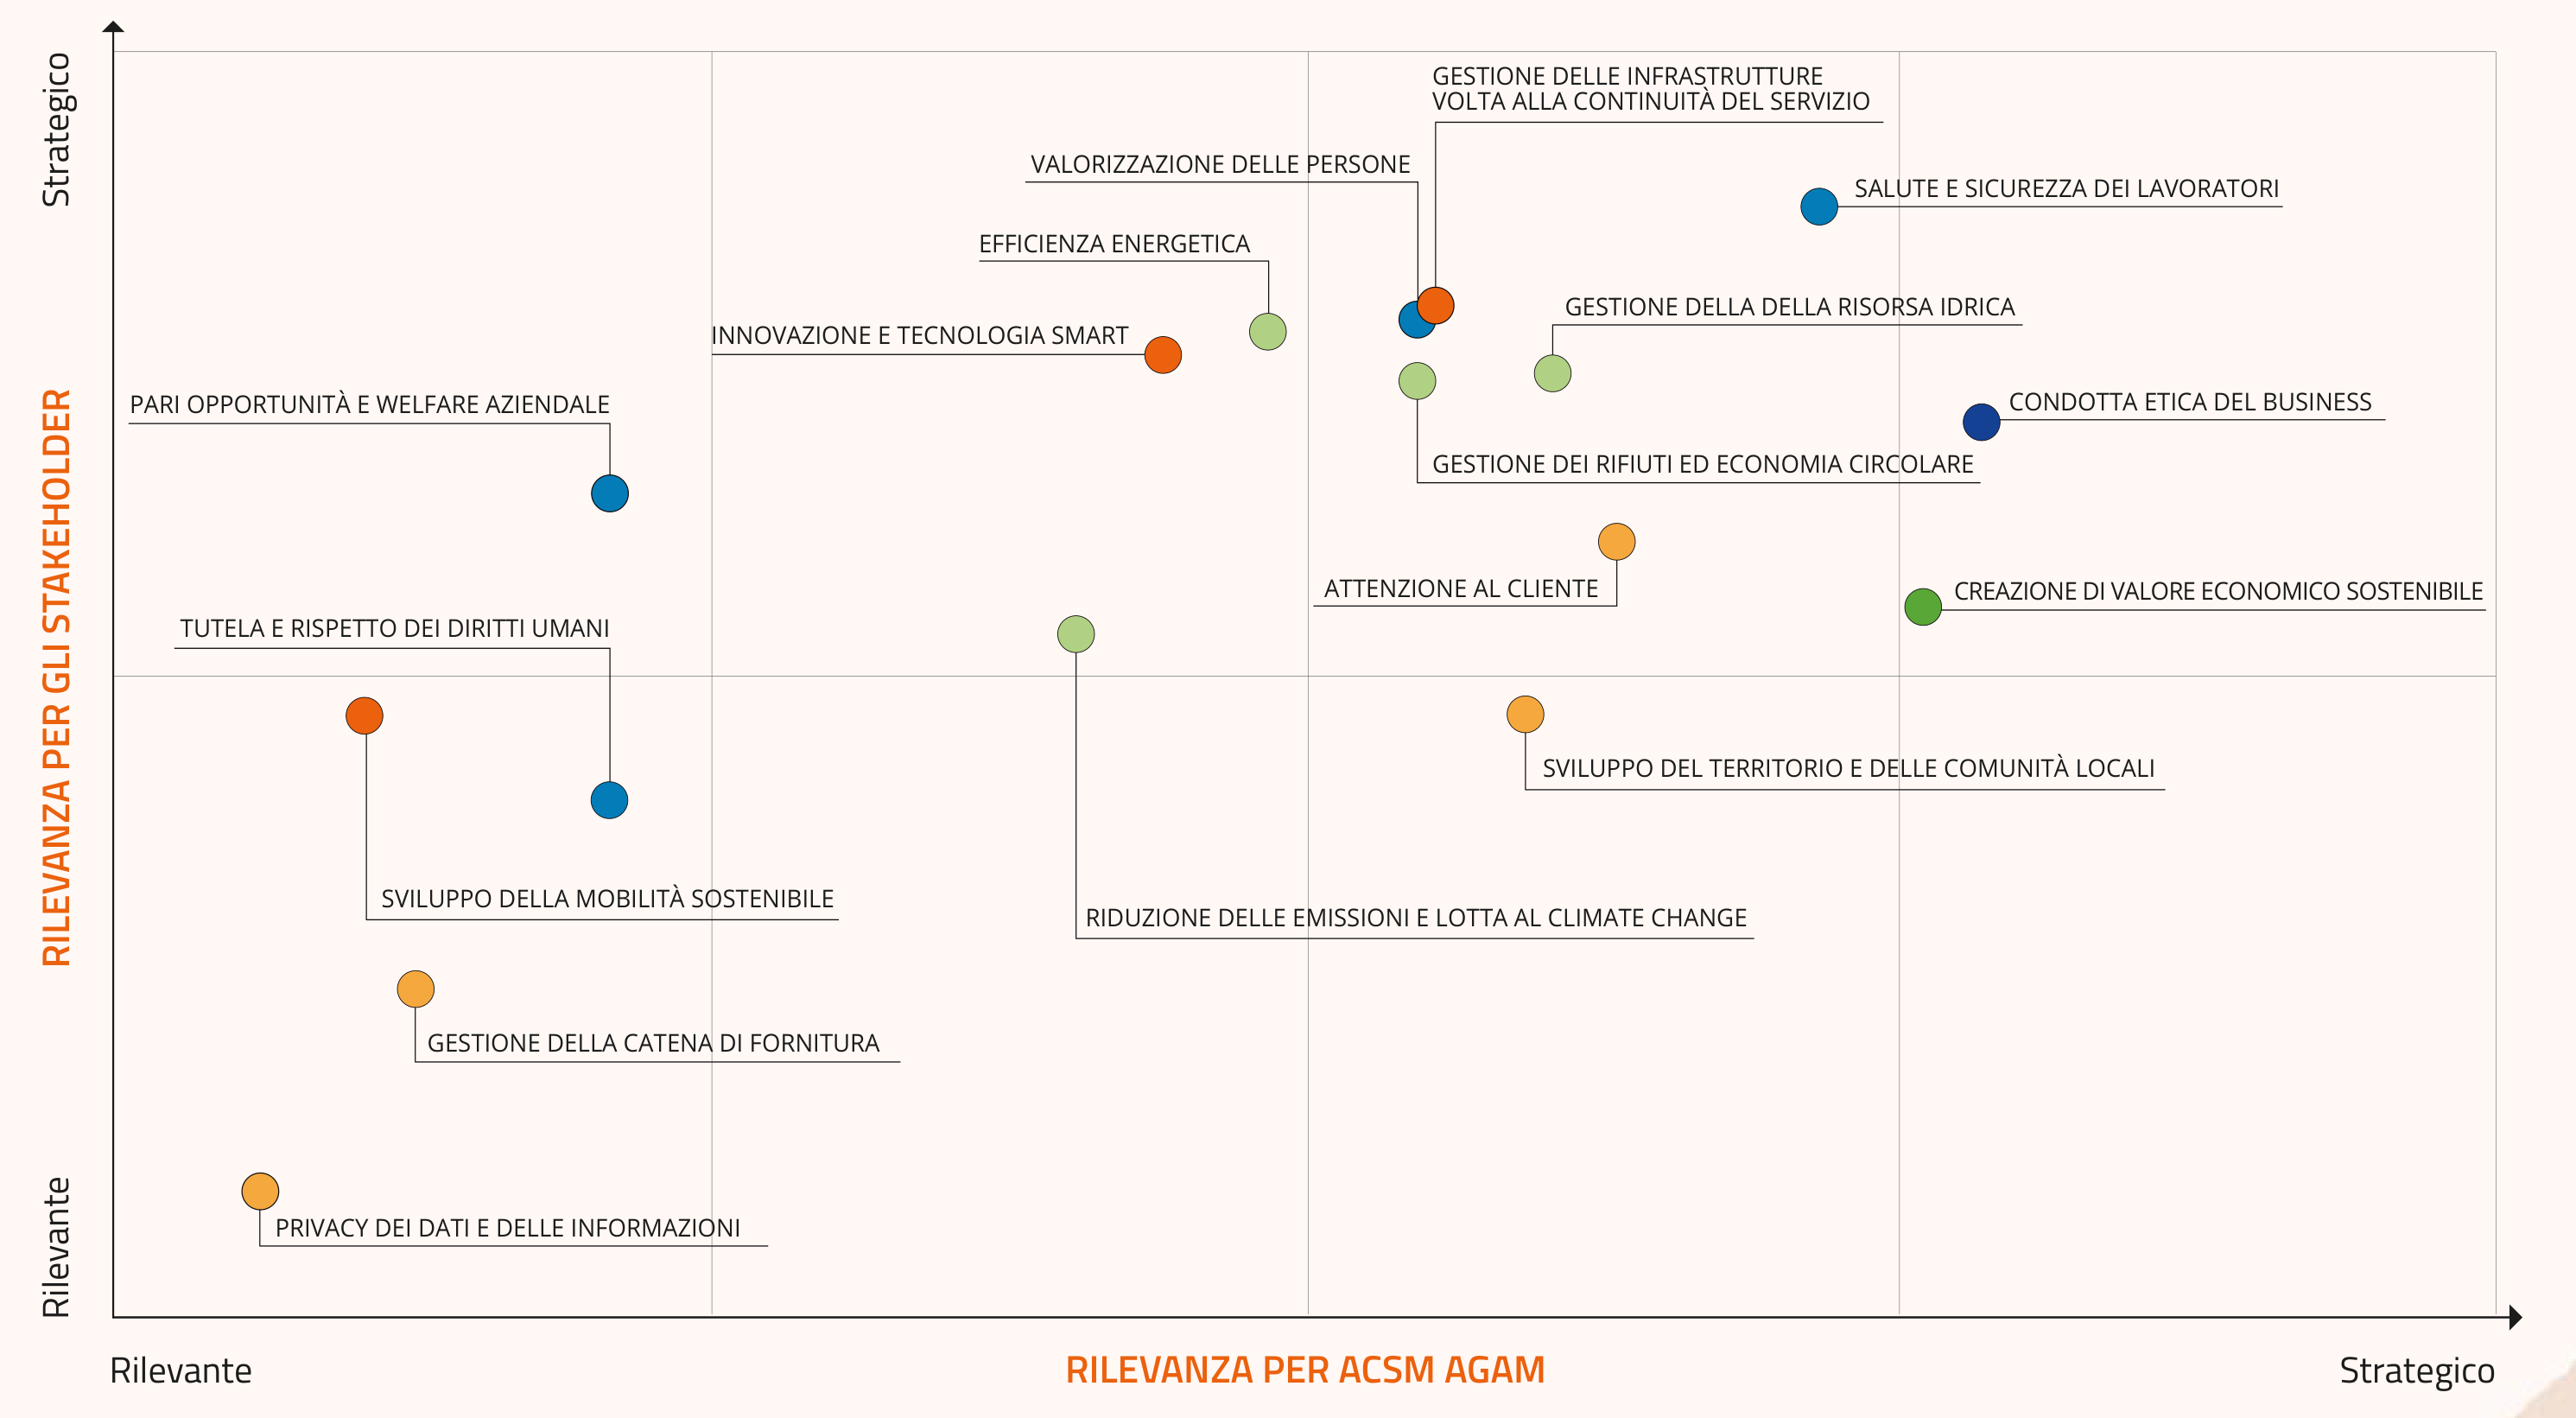 Strategico
RILEVANZA PER GLI STAKEHOLDER
Rilevante
GESTIONE DELLE INFRASTRUTTURE
VOLTA ALLA CONTINUITÀ DEL SERVIZIO
VALORIZZAZIONE DELLE PERSONE
SALUTE E SICUREZZA DEI LAVORATORI
EFFICIENZA ENERGETICA
GESTIONE DELLA DELLA RISORSA IDRICA
INNOVAZIONE E TECNOLOGIA SMART
PARI OPPORTUNITÀ E WELFARE AZIENDALE
CONDOTTA ETICA DEL BUSINESS
GESTIONE DEI RIFIUTI ED ECONOMIA CIRCOLARE
ATTENZIONE AL CLIENTE
CREAZIONE DI VALORE ECONOMICO SOSTENIBILE
TUTELA E RISPETTO DEI DIRITTI UMANI
SVILUPPO DEL TERRITORIO E DELLE COMUNITÀ LOCALI
SVILUPPO DELLA MOBILITÀ SOSTENIBILE
RIDUZIONE DELLE EMISSIONI E LOTTA AL CLIMATE CHANGE
GESTIONE DELLA CATENA DI FORNITURA
PRIVACY DEI DATI E DELLE INFORMAZIONI
Rilevante
RILEVANZA PER ACSM AGAM
Strategico